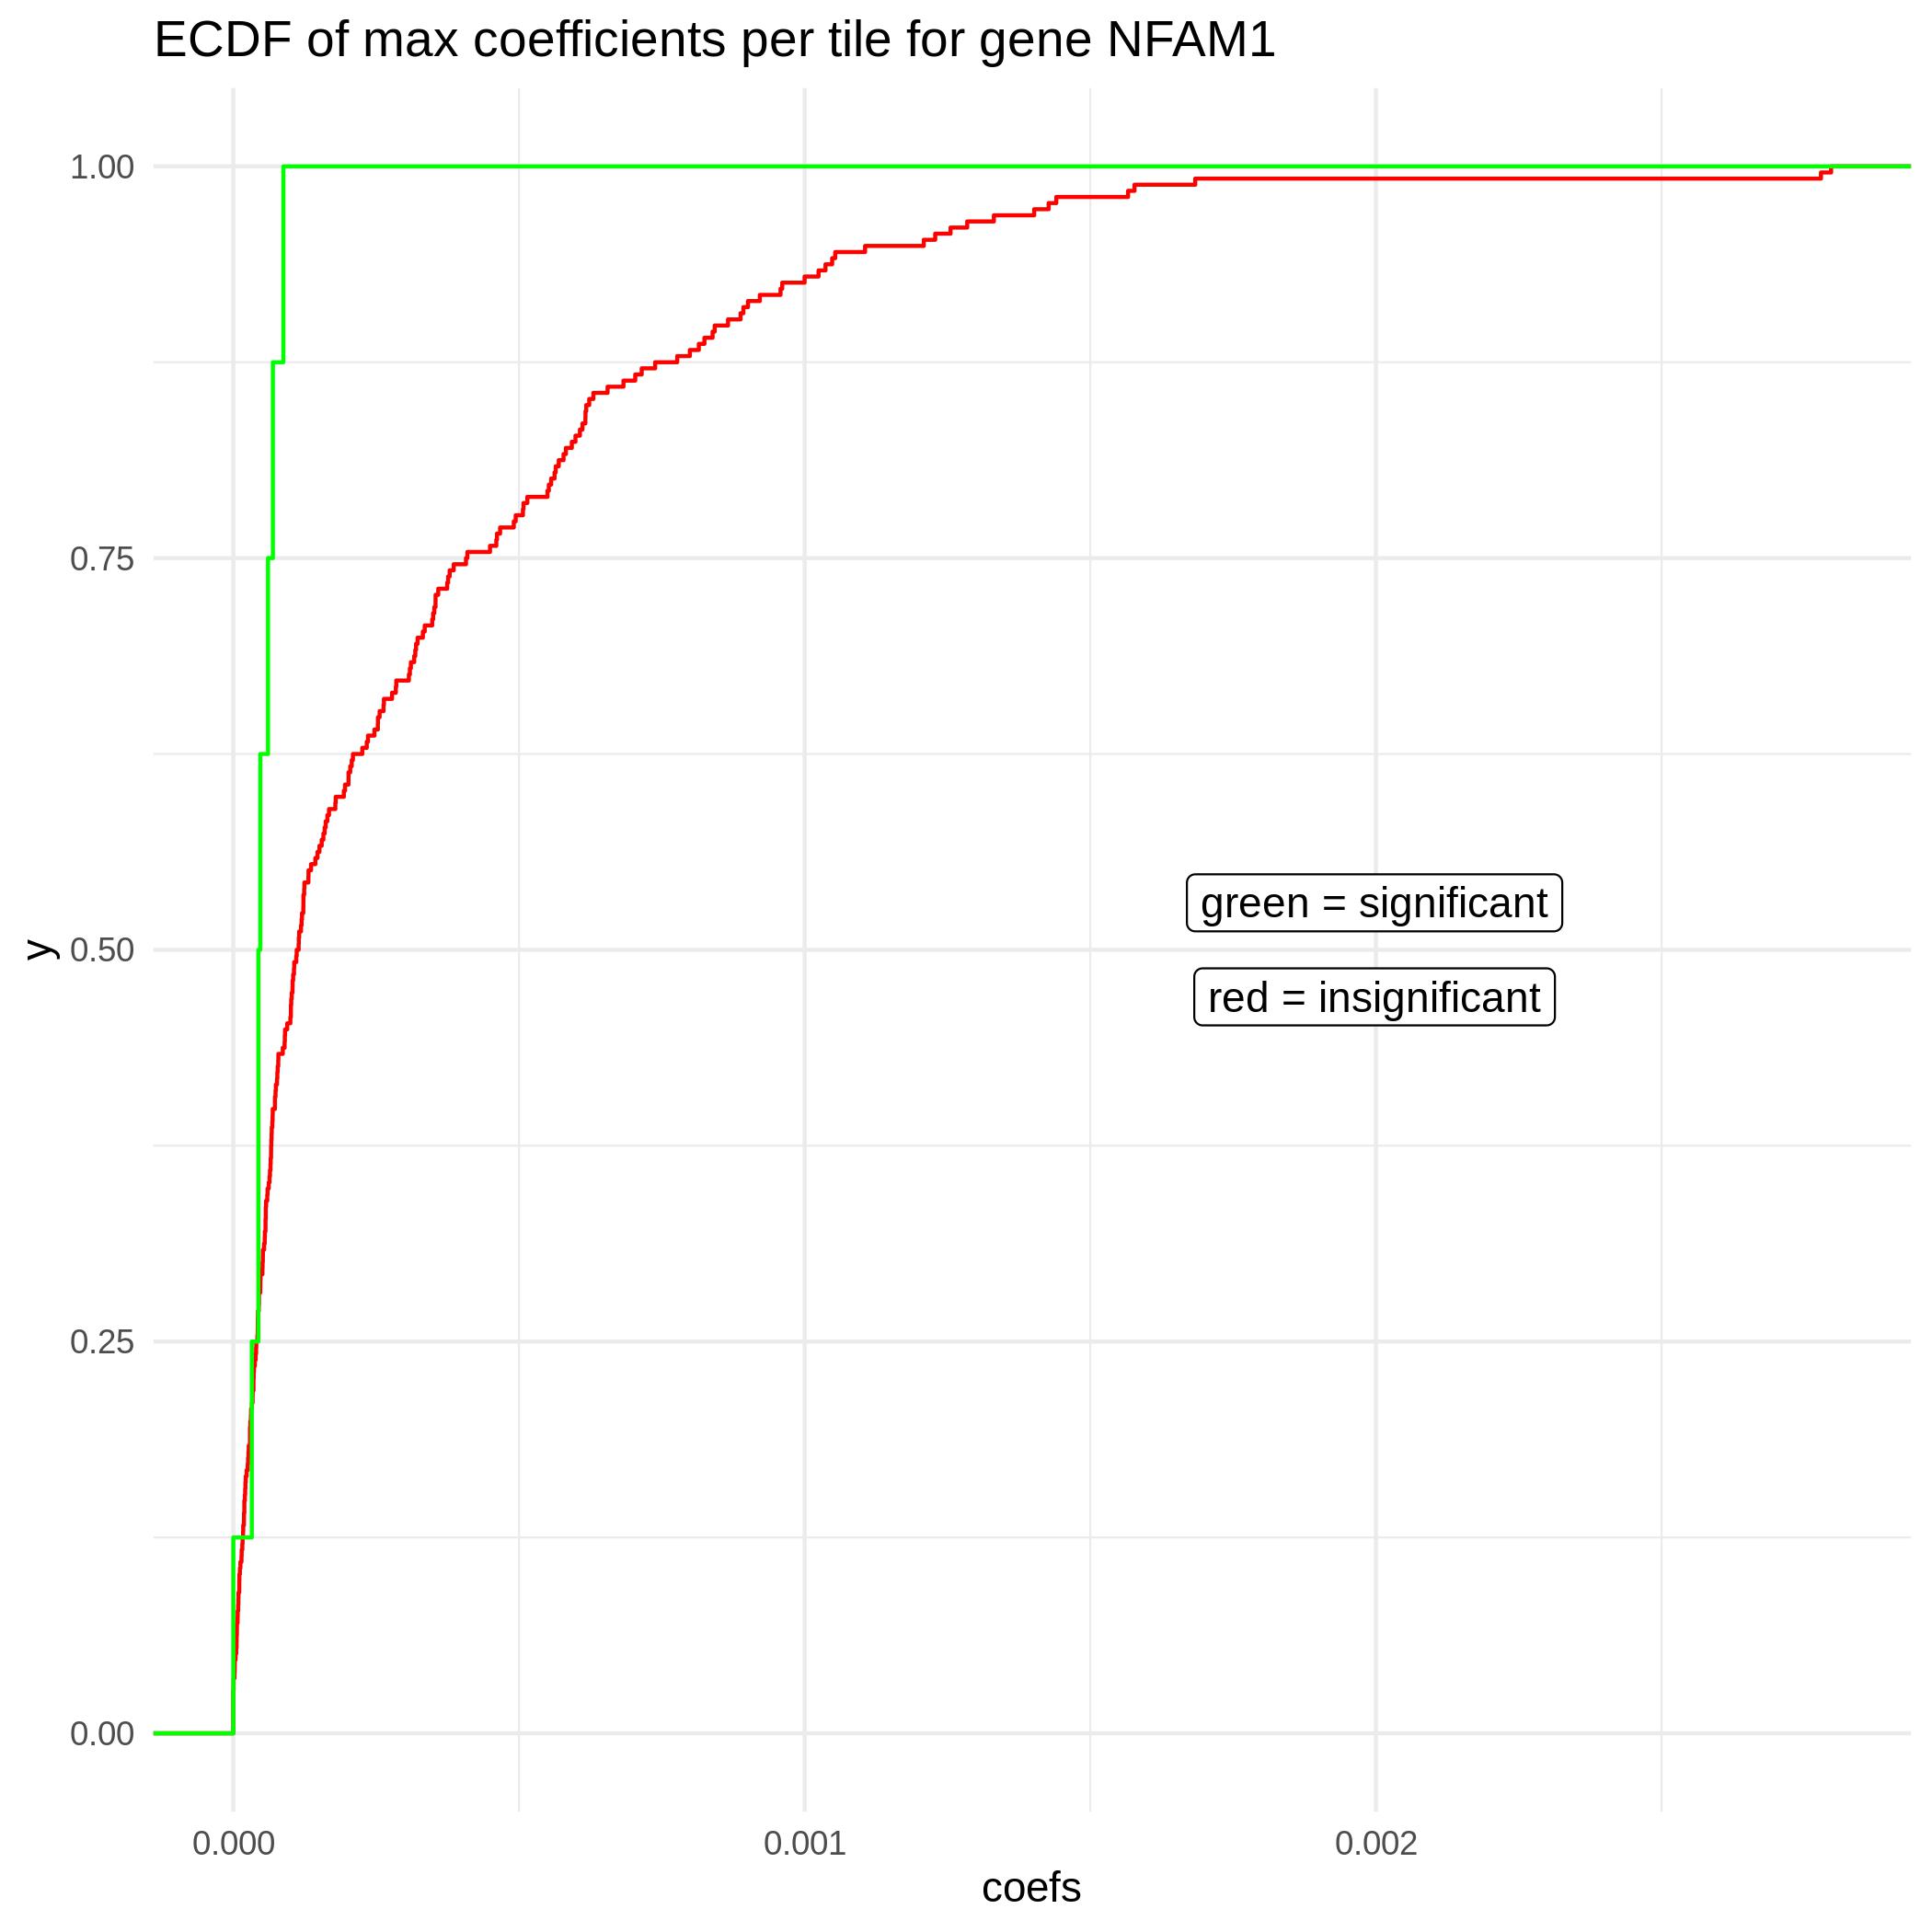 ECDF of max coefficients per tile for gene NFAM1
1.00
0.75
0.50
0.25
0.00
y
green = significant
red = insignificant
0.000 0.001 0.002
coefs